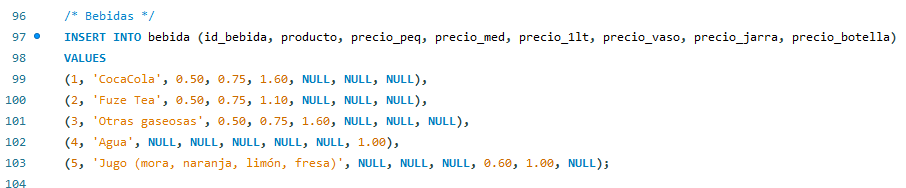 96 /* Bebidas */
97 INSERT INTO bebida (id_bebida, producto, precio_peq, precio_med, precio_1lt, precio_vaso, precio_jarra, precio_botella)
98 VALUES
99 (1, 'CocaCola', 0.50, 0.75, 1.60, NULL, NULL, NULL),
100 (2, 'Fuze Tea', 0.50, 0.75, 1.10, NULL, NULL, NULL),
101 (3, 'Otras gaseosas', 0.50, 0.75, 1.60, NULL, NULL, NULL),
102 (4, 'Agua', NULL, NULL, NULL, NULL, NULL, 1.00),
103 (5, 'Jugo (mora, naranja, limón, fresa)', NULL, NULL, NULL, 0.60, 1.00, NULL);
104